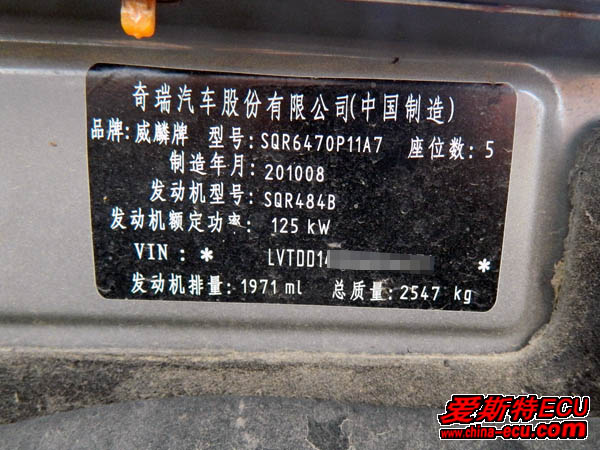 奇瑞汽车股份有限公司(中国制造)
品牌: 威麟牌 型号: SQR6470P11A7 座位数: 5
制造年月: 201008
发动机型号: SQR484B
发动机额定功率: 125 kW
VIN: * LVTDD14 *
发动机排量: 1971 ml 总质量: 2547 kg
爱斯特ECU
www.china-ecu.com